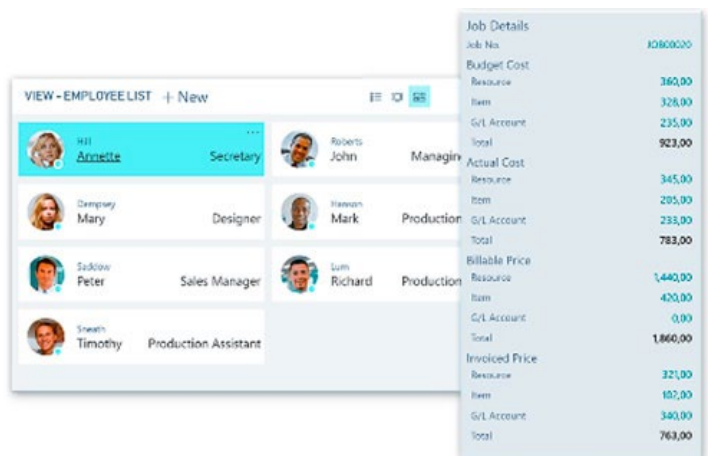 VIEW - EMPLOYEE LIST + New
Hill
Annette Secretary
Roberts
John Managin
Dempsey
Mary Designer
Hanson
Mark Production
Saddow
Peter Sales Manager
Lum
Richard Production
Sneath
Timothy Production Assistant
Job Details
Job No. JOB00020
Budget Cost
Resource 360,00
Item 328,00
G/L Account 235,00
Total 923,00
Actual Cost
Resource 345,00
Item 205,00
G/L Account 233,00
Total 783,00
Billable Price
Resource 1,440,00
Item 420,00
G/L Account 0,00
Total 1,860,00
Invoiced Price
Resource 321,00
Item 102,00
G/L Account 340,00
Total 763,00